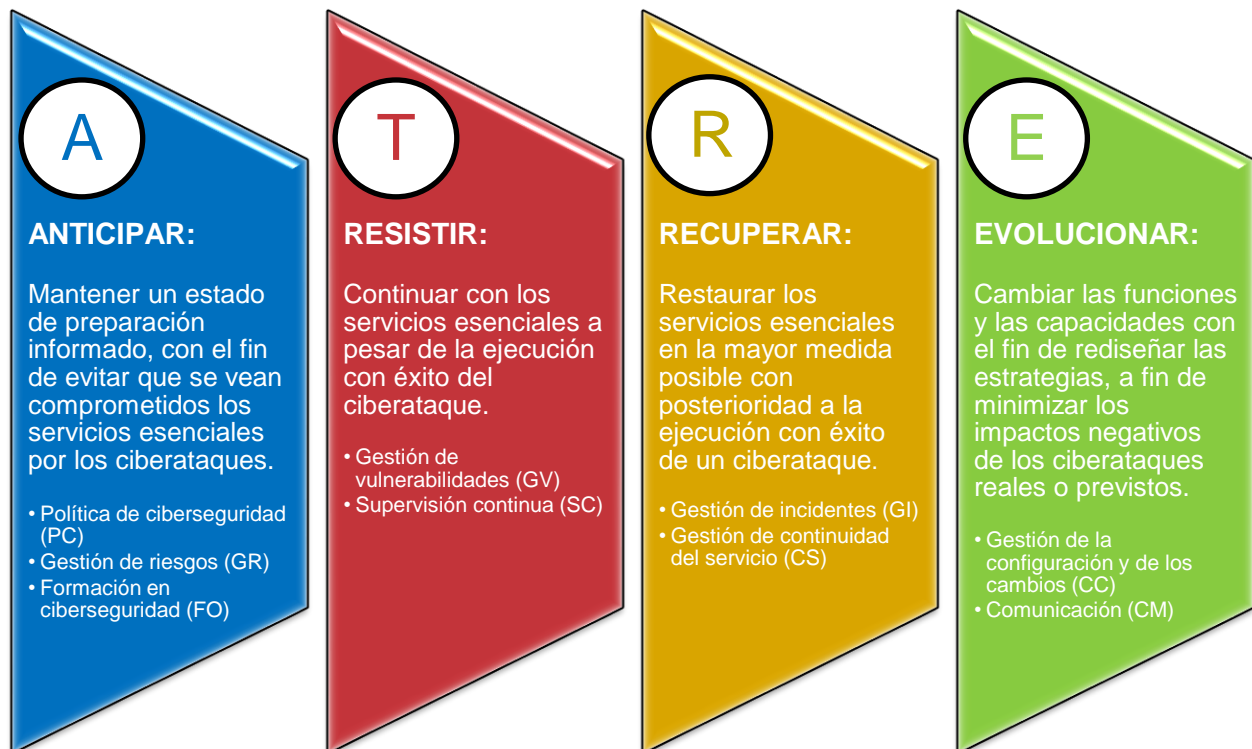 A
ANTICIPAR:
Mantener un estado
de preparación
informado, con el fin
de evitar que se vean
comprometidos los
servicios esenciales
por los ciberataques.
• Política de ciberseguridad
(PC)
• Gestión de riesgos (GR)
• Formación en
ciberseguridad (FO)
T
RESISTIR:
Continuar con los
servicios esenciales a
pesar de la ejecución
con éxito del
ciberataque.
• Gestión de
vulnerabilidades (GV)
• Supervisión continua (SC)
R
RECUPERAR:
Restaurar los
servicios esenciales
en la mayor medida
posible con
posterioridad a la
ejecución con éxito
de un ciberataque.
• Gestión de incidentes (GI)
• Gestión de continuidad
del servicio (CS)
E
EVOLUCIONAR:
Cambiar las funciones
y las capacidades con
el fin de rediseñar las
estrategias, a fin de
minimizar los
impactos negativos
de los ciberataques
reales o previstos.
• Gestión de la
configuración y de los
cambios (CC)
• Comunicación (CM)